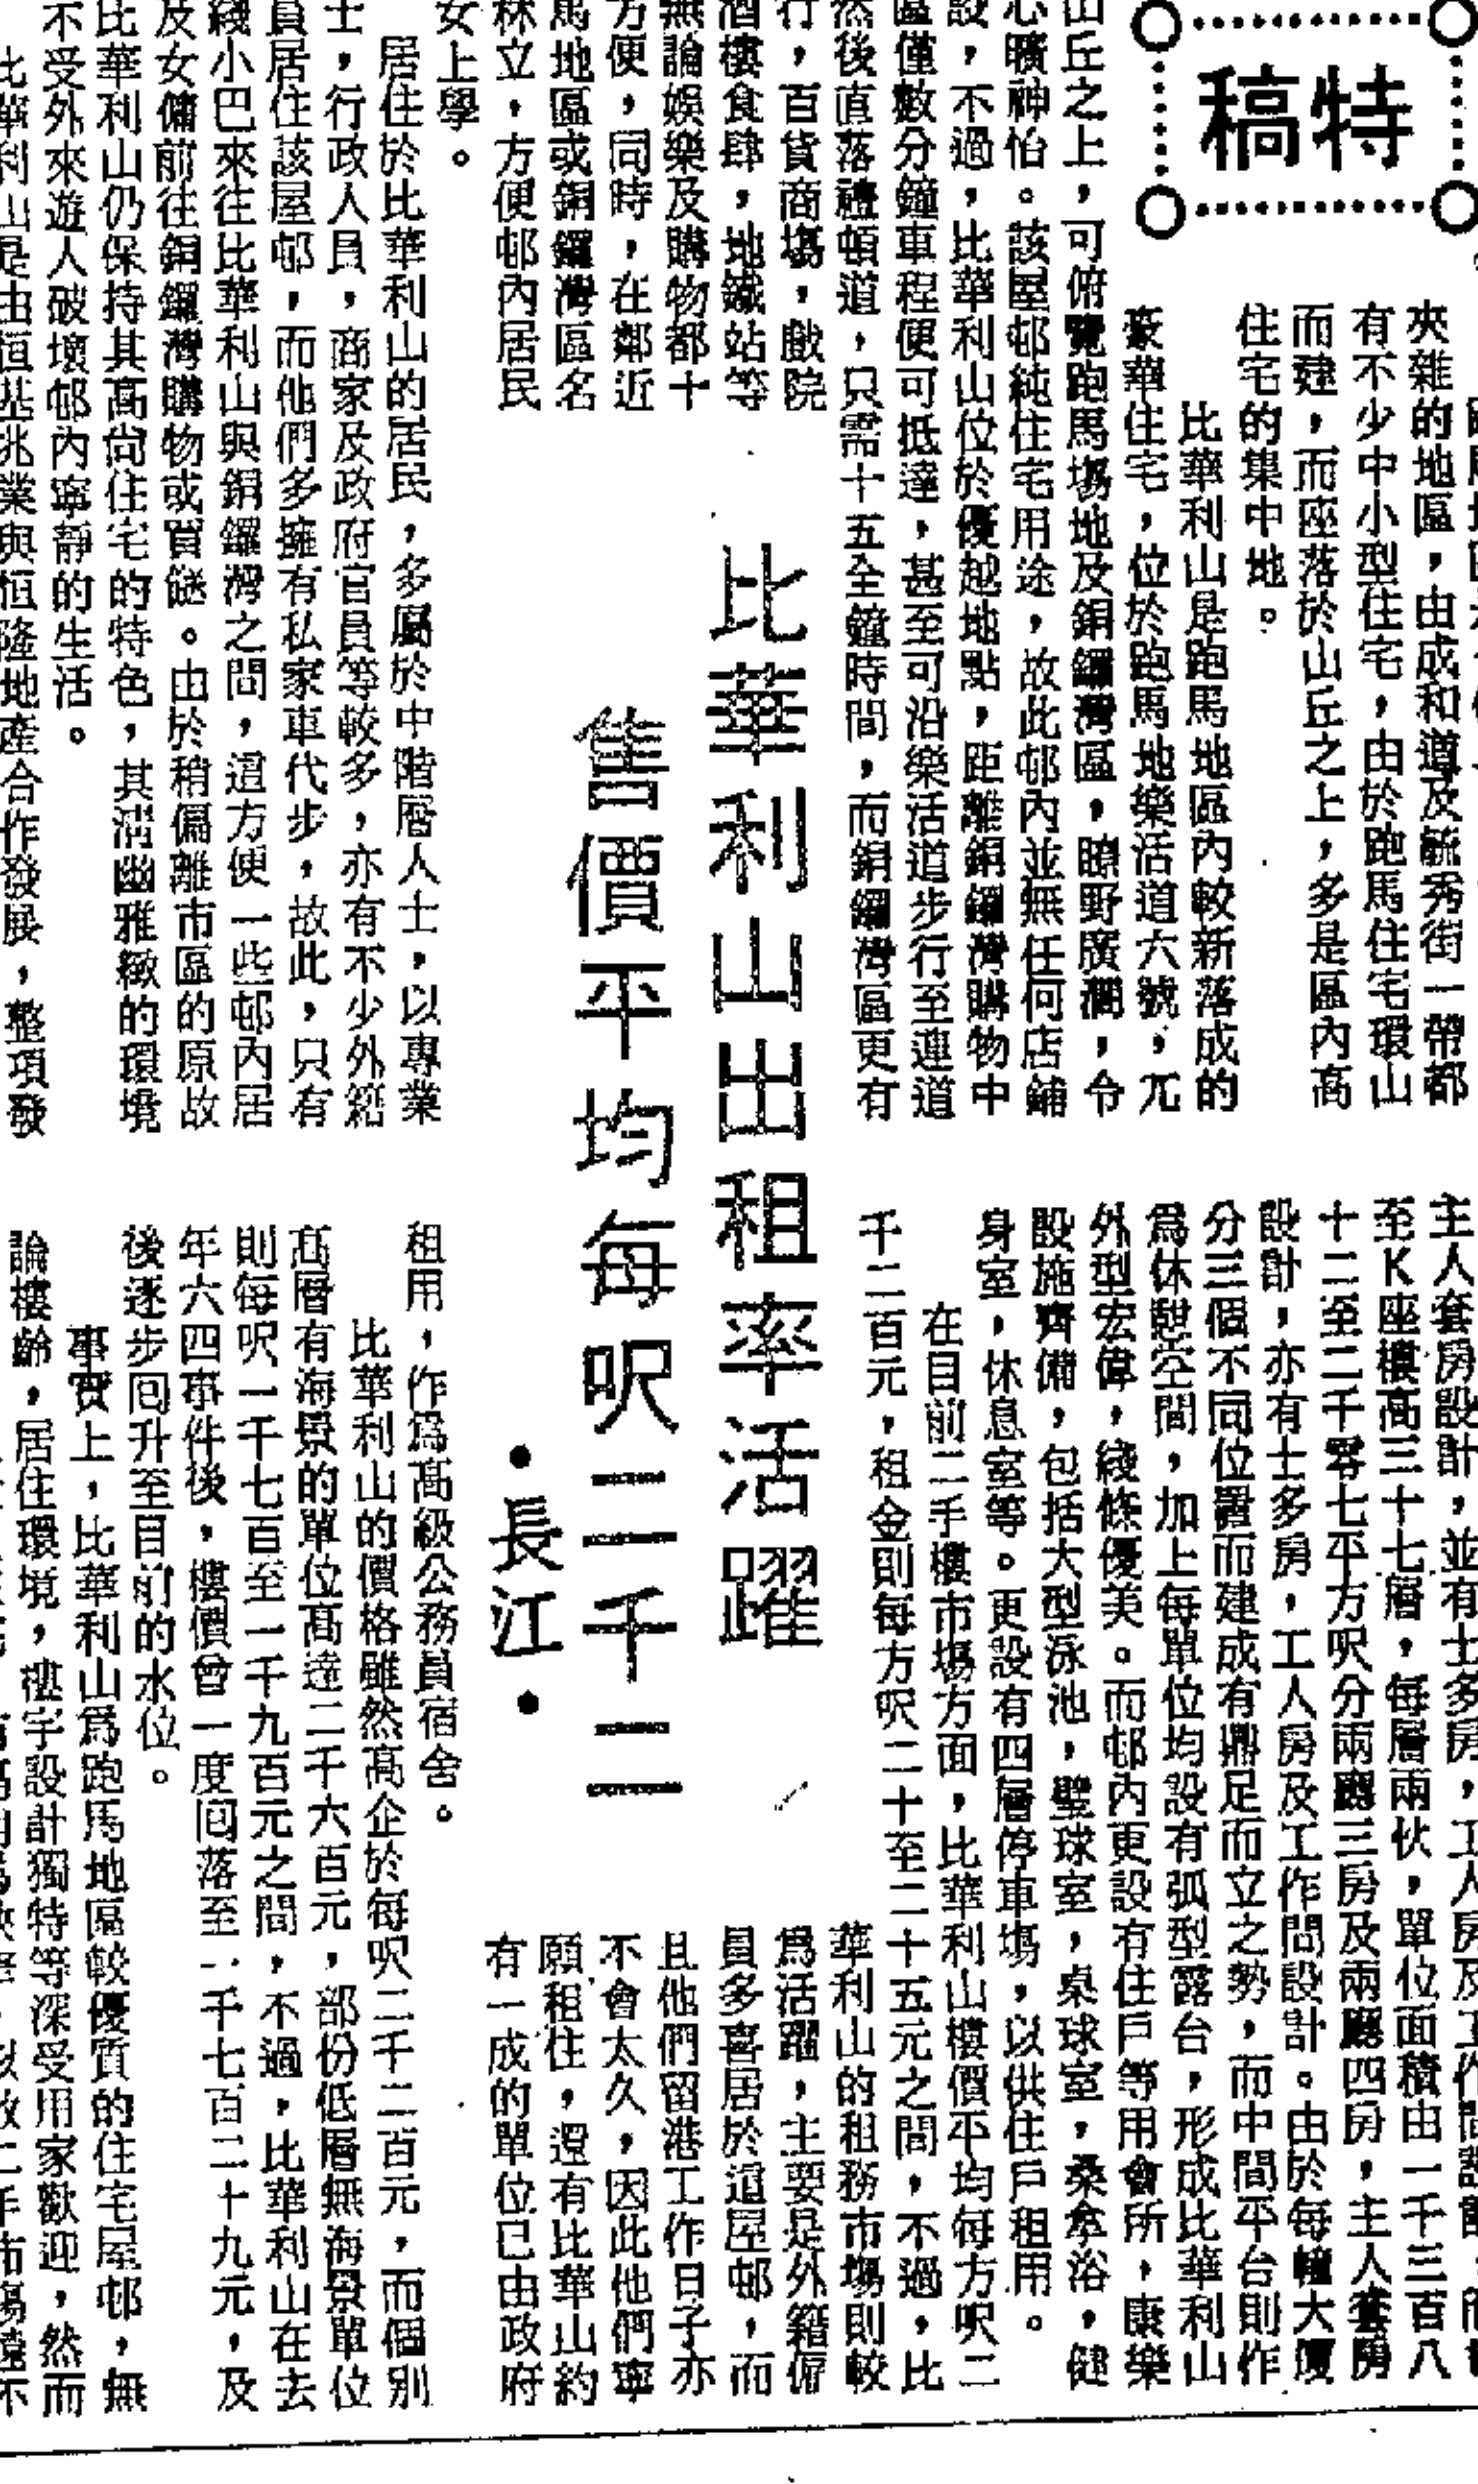 特稿
夾雜的地區，由成和道及毓秀街一帶都
有不少中小型住宅，由於跑馬住宅環山
而建，而座落於山丘之上，多是區內高
住宅的集中地。
比華利山是跑馬地區內較新落成的
豪華住宅，位於跑馬地樂活道六號，兀
山丘之上，可俯覽跑馬塲地及銅鑼灣區，瞭野廣濶，令
心曠神怡。該屋邨純住宅用途，故此邨內並無任何店鋪
設，不過，比華利山位於優越地點，距離銅鑼灣購物中
區僅數分鐘車程便可抵達，甚至可沿樂活道步行至連道
然後直落禮頓道，只需十五全鐘時間，而銅鑼灣區更有
行，百貨商塲，戲院
酒樓食肆，地鐵站等
無論娛樂及購物都十
方便，同時，在鄰近
馬地區或銅鑼灣區名
林立，方便邨內居民
女上學。
居住於比華利山的居民，多屬於中階層人士，以專業
士，行政人員，商家及政府官員等較多，亦有不少外籍
員居住該屋邨，而他們多擁有私家車代步，故此，只有
綫小巴來往比華利山與銅鑼灣之間，這方便一些邨內居
及女傭前往銅鑼灣購物或買餸。由於稍偏離市區的原故
比華利山仍保持其高尙住宅的特色，其清幽雅緻的環境
不受外來遊人破壞邨內寧靜的生活。
比華利山是由恒基兆業與恒隆地產合作發展，整項發
比華利山出租率活躍
售價平均每呎二千二
·長江·
主人套房設計，並有士多房，工人房及工作間設計
至K座樓高三十七層，每層兩伙，單位面積由一千三百八
十二至二千零七平方呎分兩廳三房及兩廳四房，主人套房
設計，亦有士多房，工人房及工作間設計。由於每幢大廈
分三個不同位置而建成有鼎足而立之勢，而中間平台則作
爲休憩空間，加上每單位均設有弧型露台，形成比華利山
外型宏偉，綫條優美。而邨內更設有住戶等用會所，康樂
設施齊備，包括大型泳池，壁球室，桌球室，桑拿浴，健
身室，休息室等。更設有四層停車塲，以供住戶租用。
在目前二手樓市塲方面，比華利山樓價平均每方呎二
千二百元，租金則每方呎二十至二十五元之間，不過，比
華利山的租務市塲則較
爲活躍，主要是外籍僱
員多喜居於這屋邨，而
且他們留港工作日子亦
不會太久，因此他們寧
願租住，還有比華山約
有一成的單位已由政府
租用，作爲高級公務員宿舍。
比華利山的價格雖然高企於每呎二千二百元，而個別
高層有海景的單位高達二千六百元，部份低層無海景單位
則每呎一千七百至一千九百元之間，不過，比華利山在去
年六四事件後，樓價曾一度囘落至一千七百二十九元，及
後逐步囘升至目前的水位。
事實上，比華利山爲跑馬地區較優質的住宅屋邨，無
論樓齡，居住環境，樓宇設計獨特等深受用家歡迎，然而